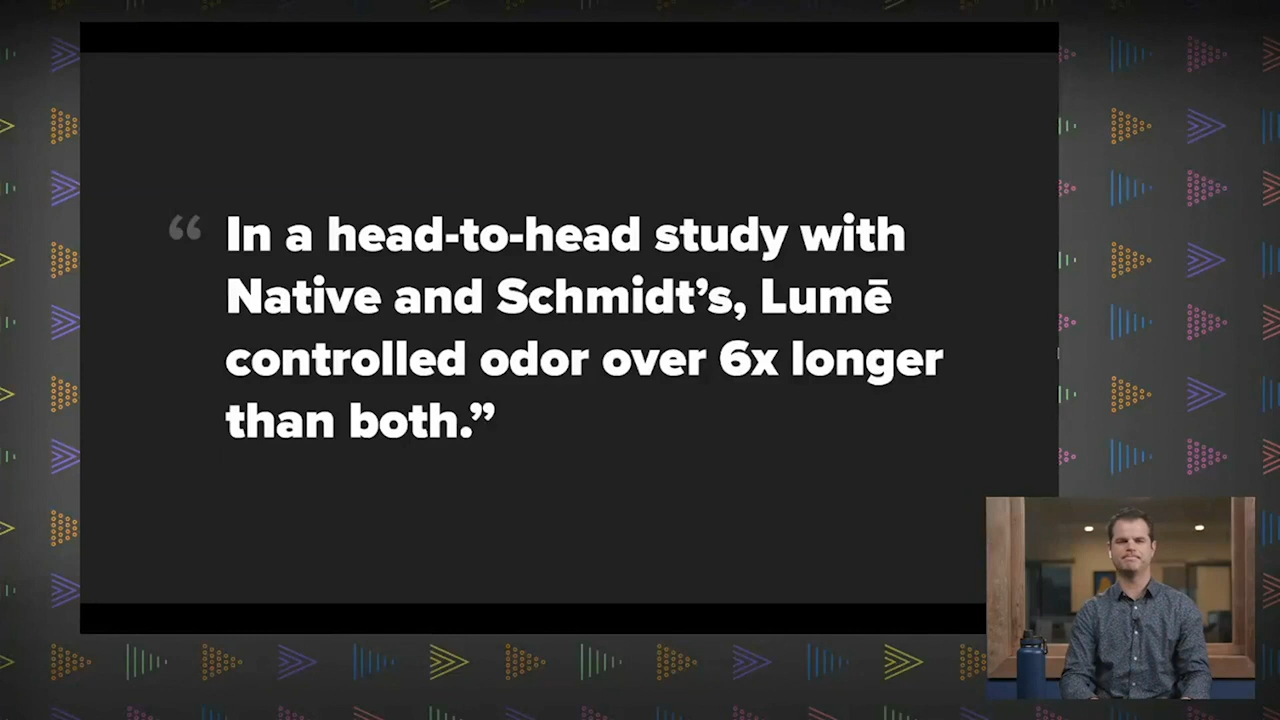 “ In a head-to-head study with
Native and Schmidt’s, Lumē
controlled odor over 6x longer
than both.”